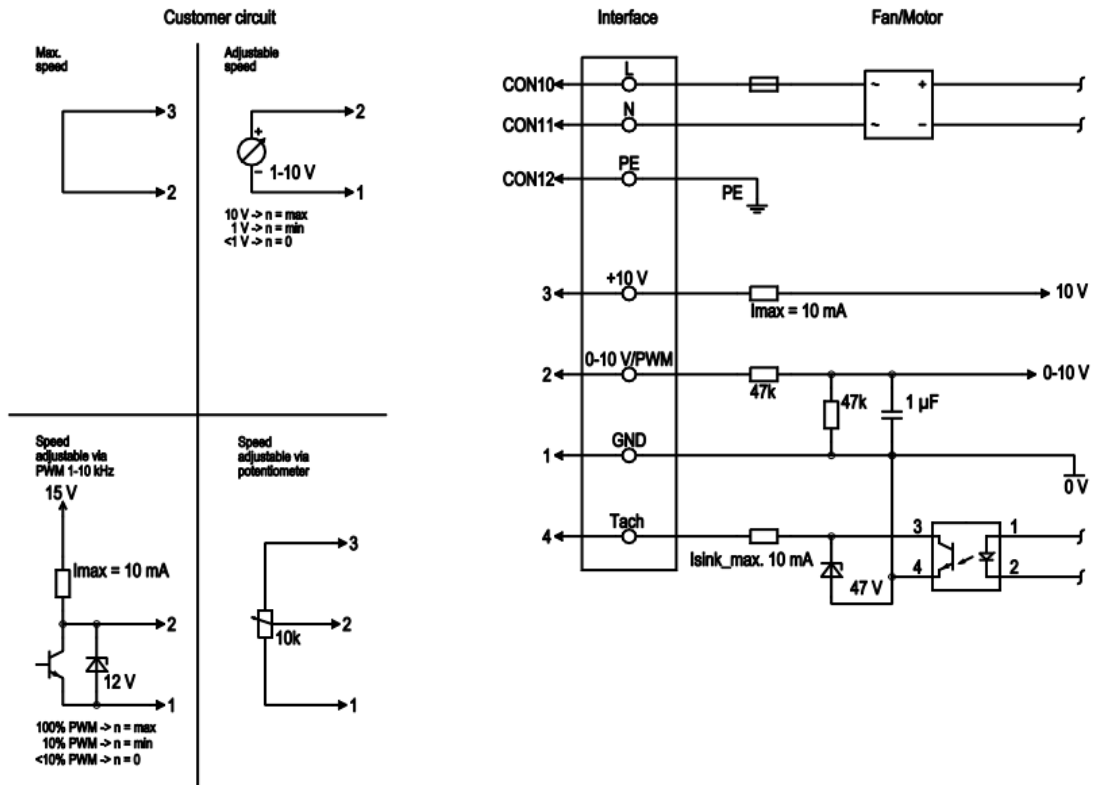 Customer circuit
Max.
speed
3
2
Adjustable
speed
2
+
1-10 V
–
1
10 V -> n = max
1 V -> n = min
<1 V -> n = 0
Speed
adjustable via
PWM 1-10 kHz
15 V
Imax = 10 mA
2
12 V
1
100% PWM -> n = max
10% PWM -> n = min
<10% PWM -> n = 0
Speed
adjustable via
potentiometer
3
2
10k
1
Interface
Fan/Motor
CON10
L
~
+
CON11
N
~
–
CON12
PE
PE
3
+10 V
10 V
Imax = 10 mA
2
0-10 V/PWM
0-10 V
47k
47k
1 µF
1
GND
0 V
4
Tach
3
1
Isink_max. 10 mA
4
2
47 V